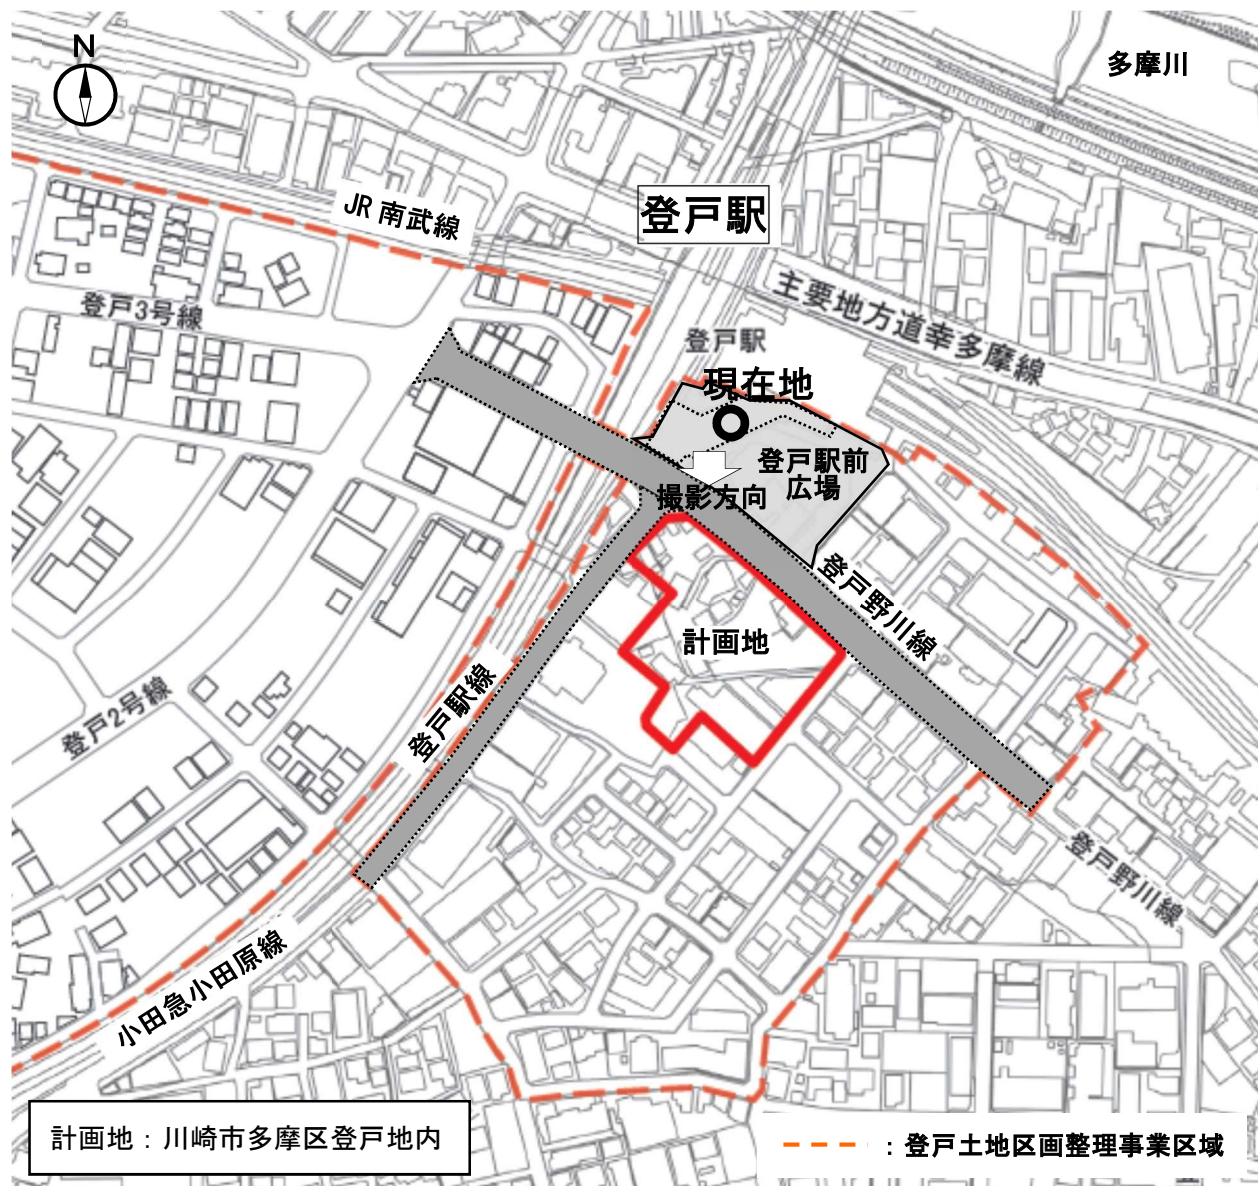 N
多摩川
JR 南武線
登戸駅
登戸3号線
主要地方道幸多摩線
登戸駅
現在地
登戸駅前
広場
撮影方向
登戸野川線
計画地
登戸駅線
登戸2号線
登戸野川線
小田急小田原線
計画地：川崎市多摩区登戸地内
：登戸土地区画整理事業区域